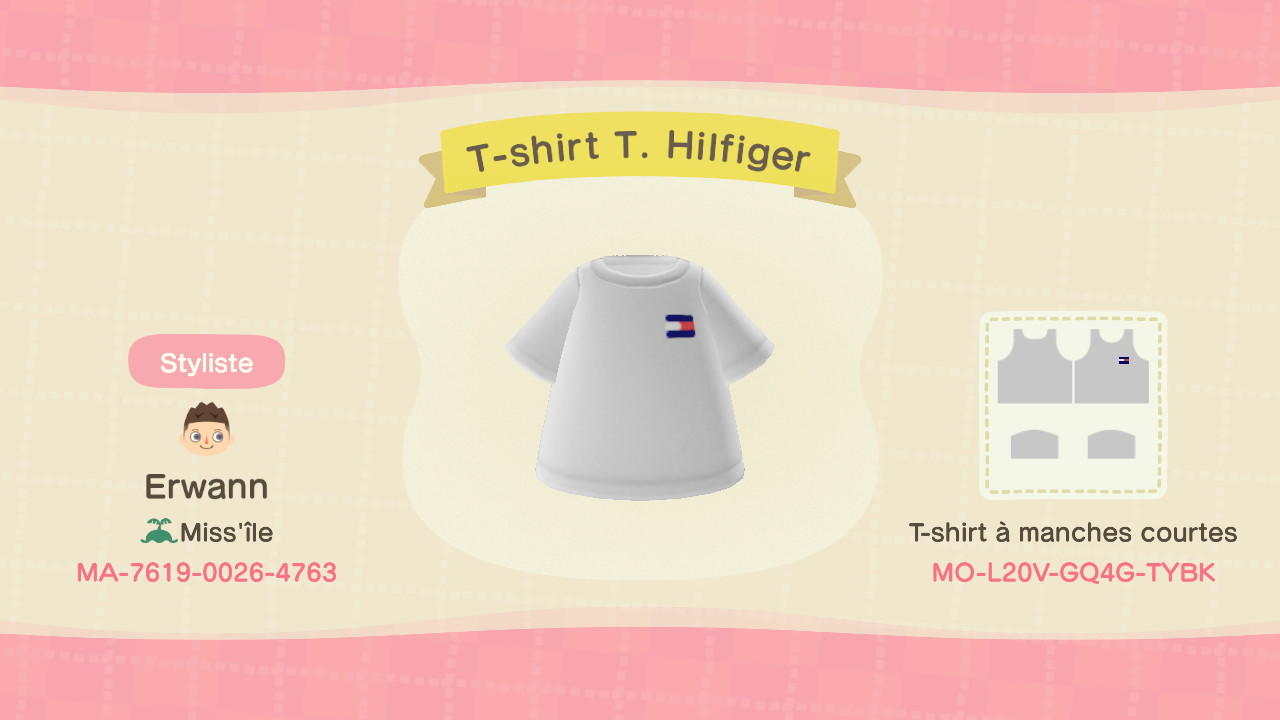 T-shirt T. Hilfiger
Styliste
Erwann
Miss'île
MA-7619-0026-4763
T-shirt à manches courtes
MO-L20V-GQ4G-TYBK